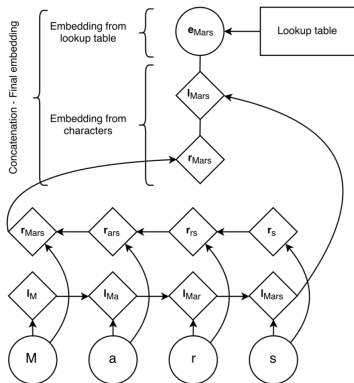 Concatenation - Final embedding
Embedding from
lookup table
e_Mars
Lookup table
Embedding from
characters
l_Mars
r_Mars
r_Mars
r_ars
r_rs
r_s
l_M
l_Ma
l_Mar
l_Mars
M
a
r
s